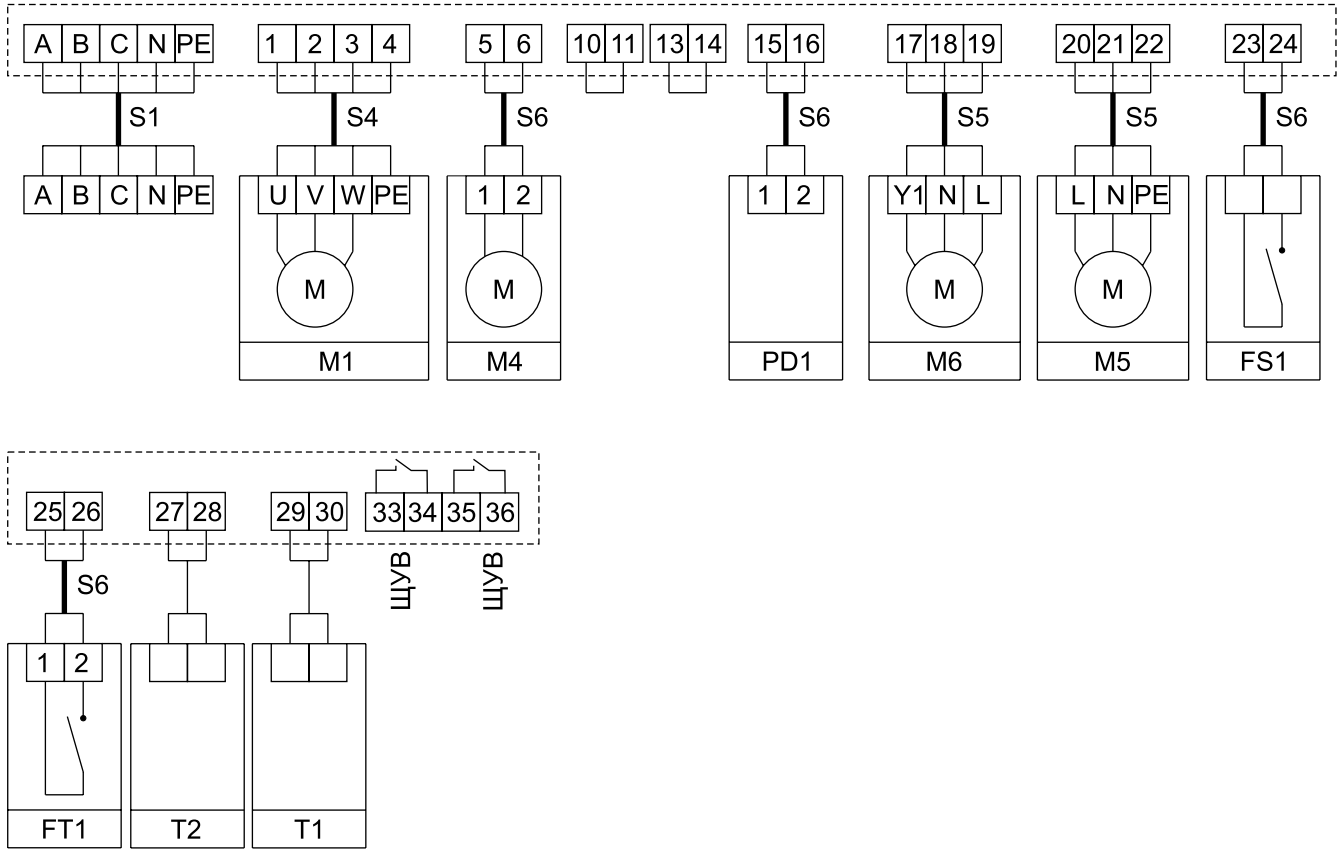 A B C N PE 1 2 3 4 5 6 10 11 13 14 15 16 17 18 19 20 21 22 23 24
S1 S4 S6 S6 S5 S5 S6
A B C N PE U V W PE 1 2 1 2 Y1 N L L N PE
M M M M
M1 M4 PD1 M6 M5 FS1
25 26 27 28 29 30 33 34 35 36
S6 ЩУВ ЩУВ
1 2
FT1 T2 T1